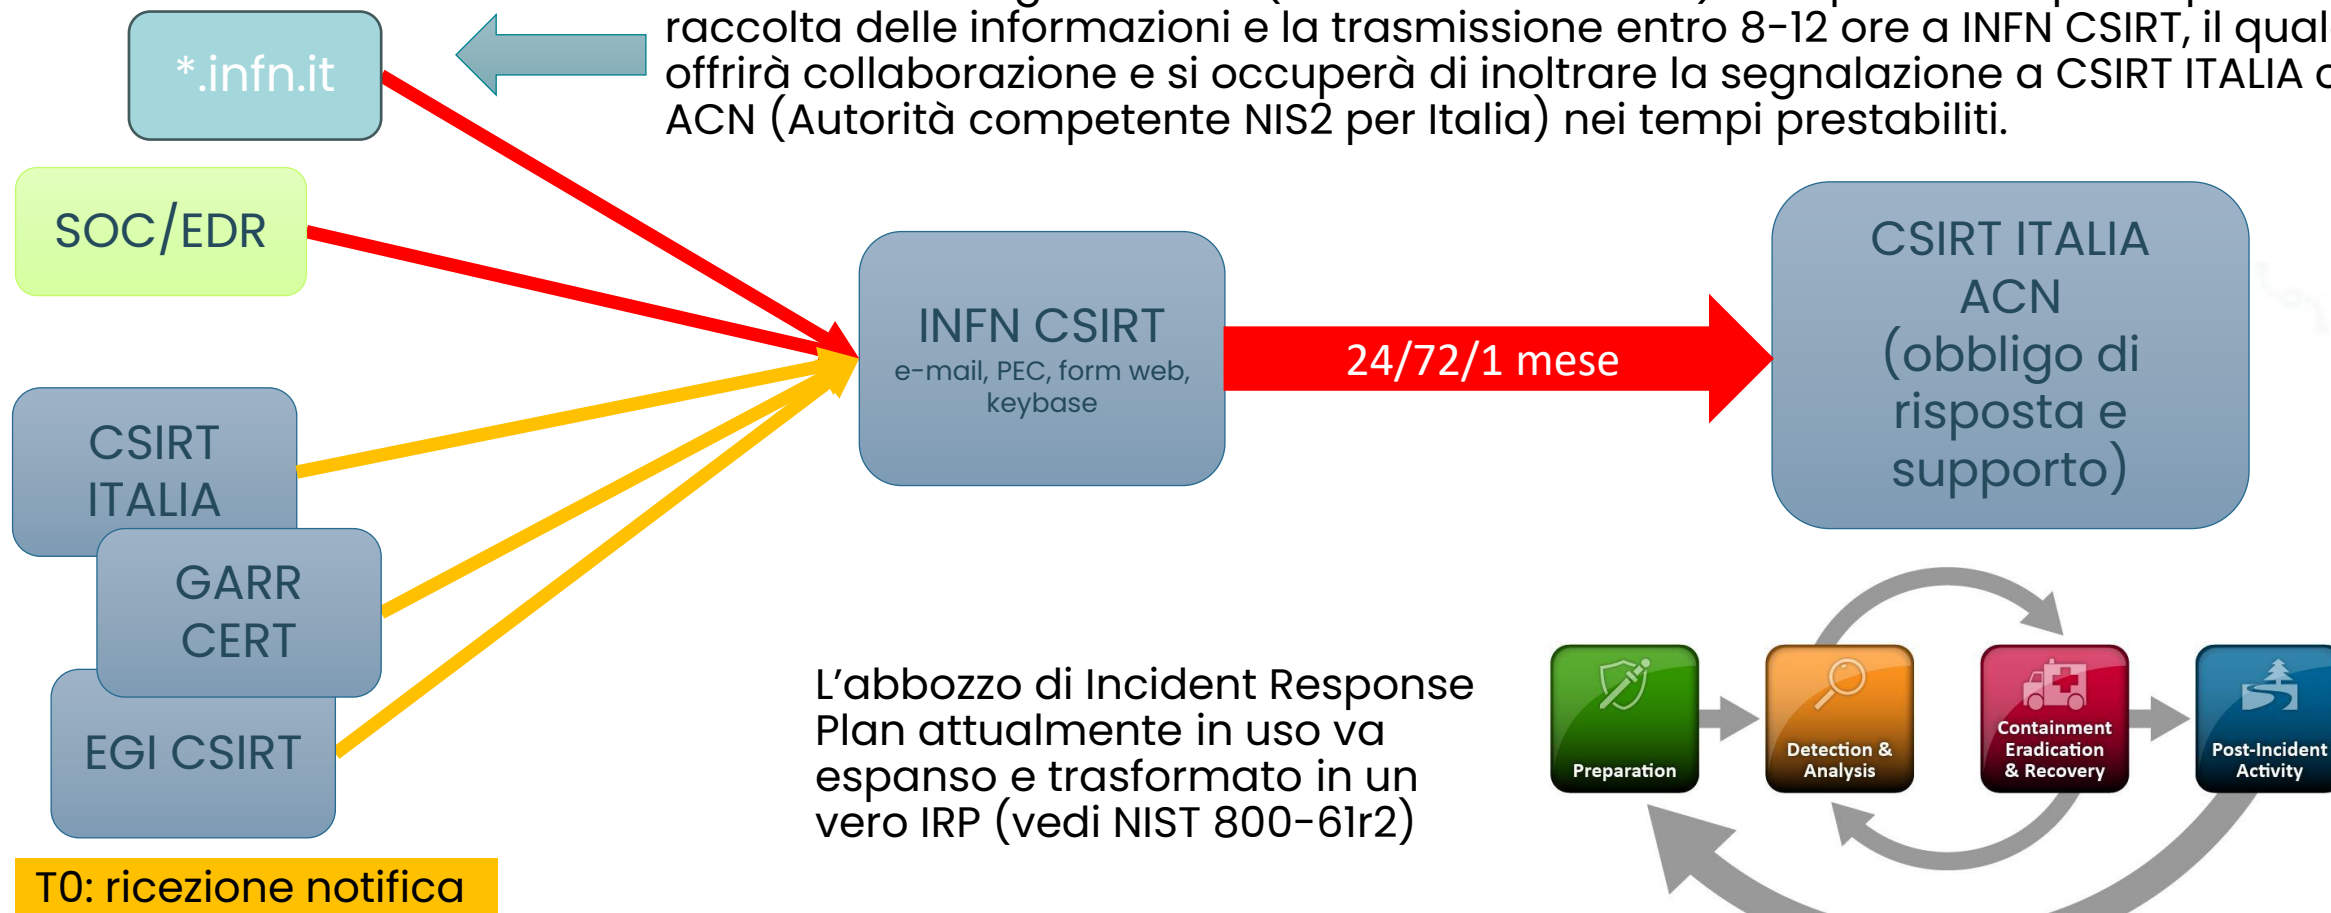 raccolta delle informazioni e la trasmissione entro 8-12 ore a INFN CSIRT, il
offrirà collaborazione e si occuperà di inoltrare la segnalazione a CSIRT ITALIA
ACN (Autorità competente NIS2 per Italia) nei tempi prestabiliti.
*.infn.it
SOC/EDR
CSIRT
ITALIA
GARR
CERT
EGI CSIRT
T0: ricezione notifica
INFN CSIRT
e-mail, PEC, form web,
keybase
24/72/1 mese
CSIRT ITALIA
ACN
(obbligo di
risposta e
supporto)
L’abbozzo di Incident Response
Plan attualmente in uso va
espanso e trasformato in un
vero IRP (vedi NIST 800-61r2)
Preparation
Detection &
Analysis
Containment
Eradication
& Recovery
Post-Incident
Activity